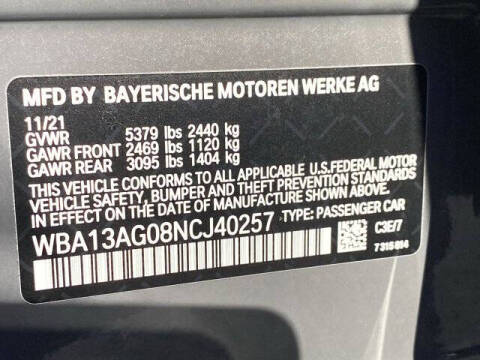 MFD BY BAYERISCHE MOTOREN WERKE AG
11/21
GVWR 5379 lbs 2440 kg
GAWR FRONT 2469 lbs 1120 kg
GAWR REAR 3095 lbs 1404 kg
THIS VEHICLE CONFORMS TO ALL APPLICABLE U.S.FEDERAL MOTOR
VEHICLE SAFETY, BUMPER, AND THEFT PREVENTION STANDARDS IN
EFFECT ON THE DATE OF MANUFACTURE SHOWN ABOVE.
WBA13AG08NCJ40257 TYPE: PASSENGER CAR
C3E/7